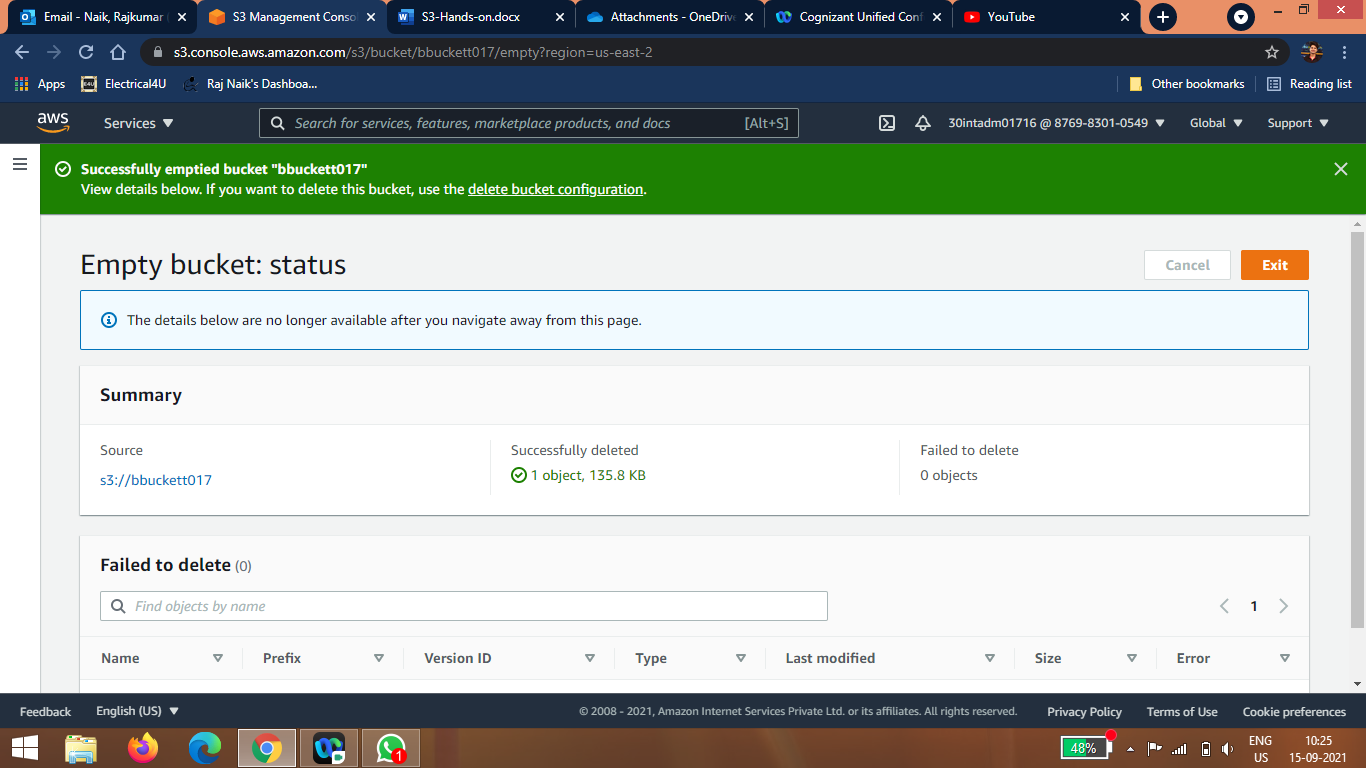 Email - Naik, Rajkumar
S3 Management Conso
S3-Hands-on.docx
Attachments - OneDrive
Cognizant Unified Conf
YouTube
s3.console.aws.amazon.com/s3/bucket/bbuckett017/empty?region=us-east-2
Apps
E4U
Electrical4U
Raj Naik's Dashboa...
Other bookmarks
Reading list
aws
Services
Search for services, features, marketplace products, and docs
[Alt+S]
30intadm01716 @ 8769-8301-0549
Global
Support
Successfully emptied bucket "bbuckett017"
View details below. If you want to delete this bucket, use the delete bucket configuration.
Empty bucket: status
Cancel
Exit
The details below are no longer available after you navigate away from this page.
Summary
Source
Successfully deleted
Failed to delete
s3://bbuckett017
1 object, 135.8 KB
0 objects
Failed to delete (0)
Find objects by name
1
Name
Prefix
Version ID
Type
Last modified
Size
Error
Feedback
English (US)
© 2008 - 2021, Amazon Internet Services Private Ltd. or its affiliates. All rights reserved.
Privacy Policy
Terms of Use
Cookie preferences
1
48%
ENG
US
10:25
15-09-2021